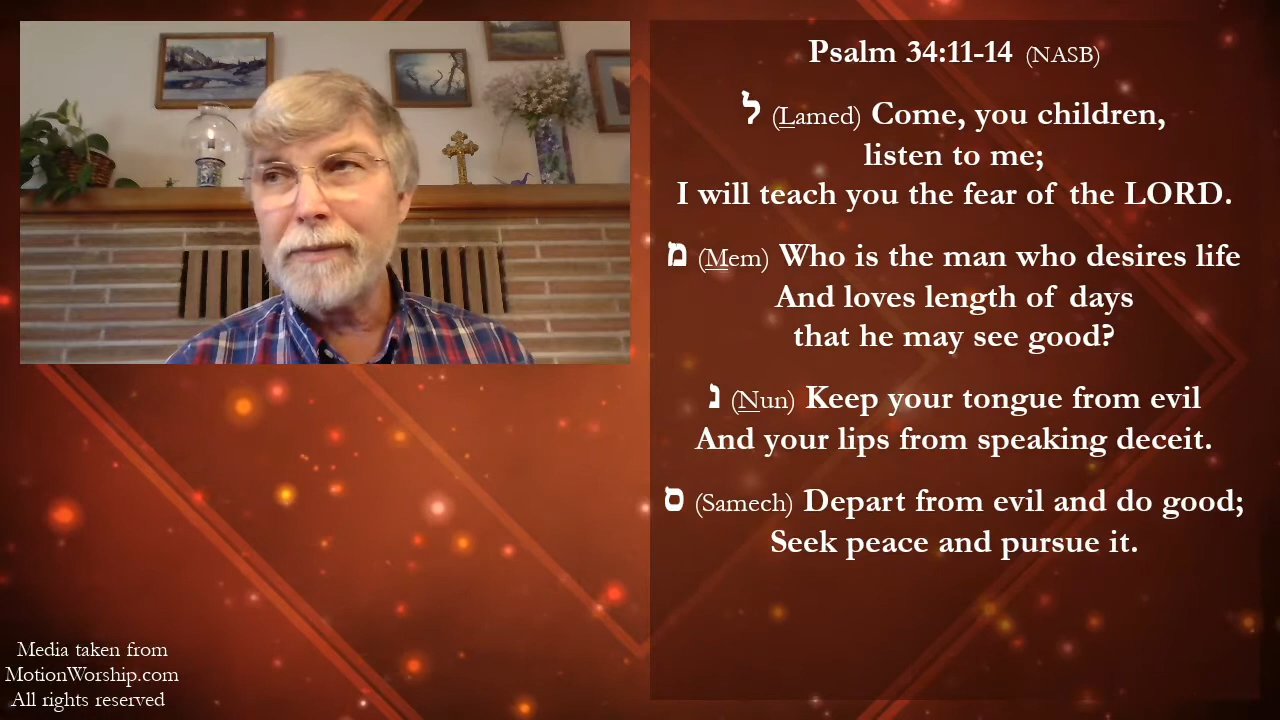 Psalm 34:11-14 (NASB)
ל (Lamed) Come, you children,
listen to me;
I will teach you the fear of the LORD.
מ (Mem) Who is the man who desires life
And loves length of days
that he may see good?
נ (Nun) Keep your tongue from evil
And your lips from speaking deceit.
ס (Samech) Depart from evil and do good;
Seek peace and pursue it.
Media taken from
MotionWorship.com
All rights reserved